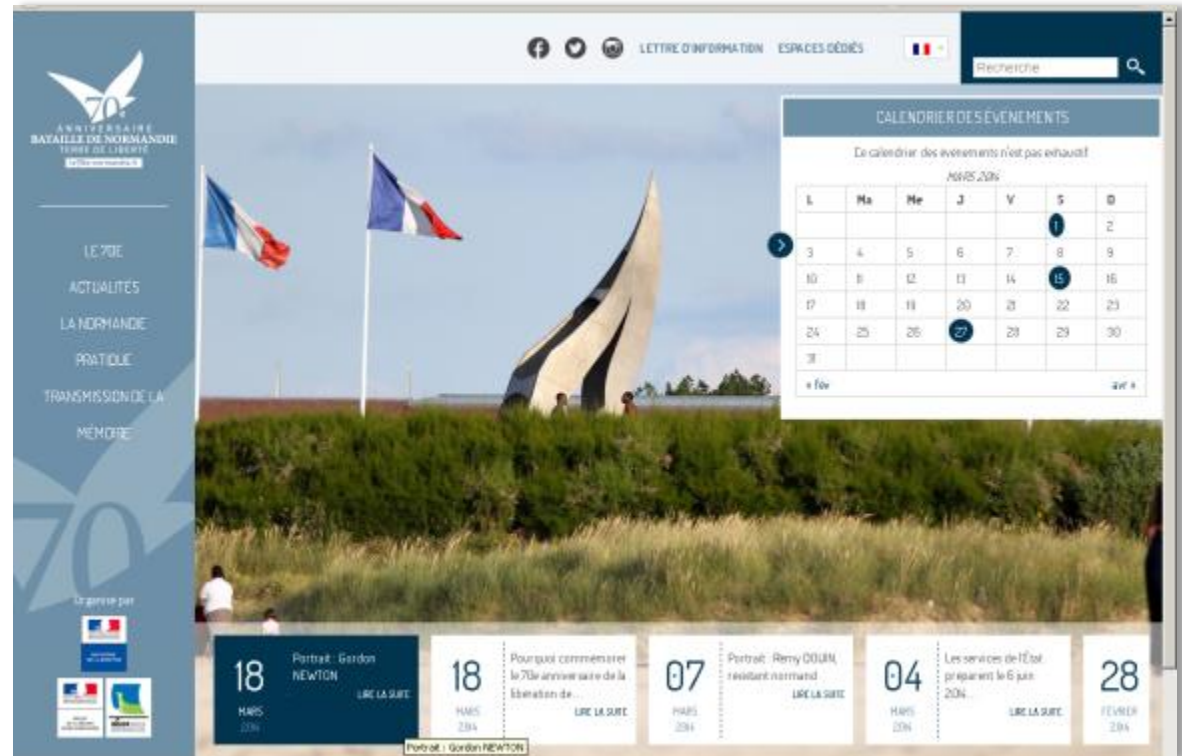 LETTRE D'INFORMATION ESPACES DÉDIÉS
Recherche
70e
ANNIVERSAIRE
BATAILLE DE NORMANDIE
TERRE DE LIBERTÉ
LE 70E
ACTUALITÉS
LA NORMANDIE
PRATIQUE
TRANSMISSION DE LA
MÉMOIRE
70
Organisé par
CALENDRIER DES ÉVÉNEMENTS
Ce calendrier des evenements n'est pas exhaustif
MARS 2014
L Ma Me J V S D
1 2
3 4 5 6 7 8 9
10 11 12 13 14 15 16
17 18 19 20 21 22 23
24 25 26 27 28 29 30
31
« fév avr »
18
MARS
2014
Portrait : Gordon
NEWTON
LIRE LA SUITE
18
MARS
2014
Pourquoi commémorer
le 70e anniversaire de la
libération de...
LIRE LA SUITE
07
MARS
2014
Portrait : Remy DOUIN,
resistant normand
LIRE LA SUITE
04
MARS
2014
Les services de l'État
préparent le 6 juin
2014...
LIRE LA SUITE
28
FÉVRIER
2014
Portrait : Gordon NEWTON